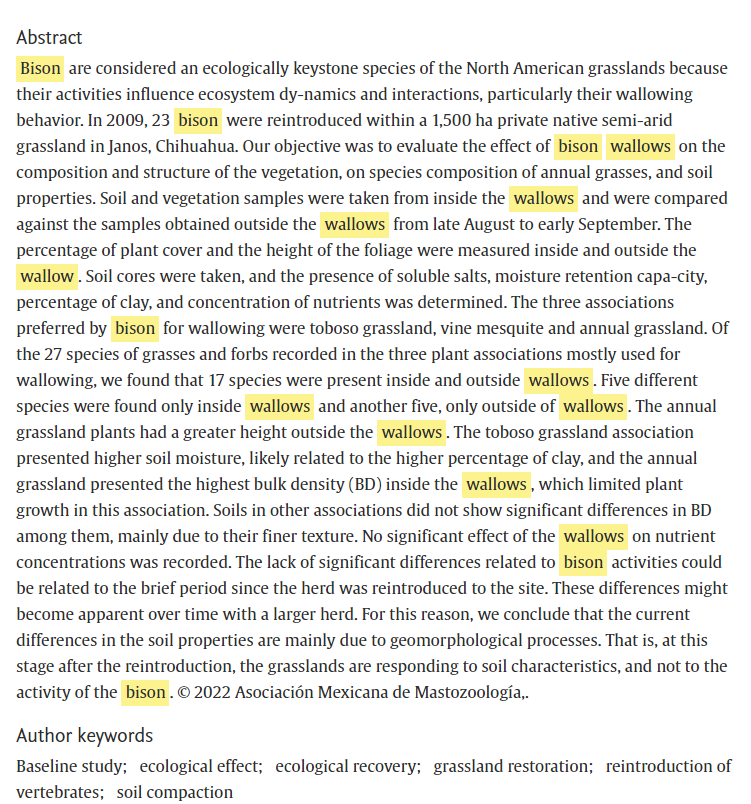 Abstract
Bison are considered an ecologically keystone species of the North American grasslands because
their activities influence ecosystem dy-namics and interactions, particularly their wallowing
behavior. In 2009, 23 bison were reintroduced within a 1,500 ha private native semi-arid
grassland in Janos, Chihuahua. Our objective was to evaluate the effect of bison wallows on the
composition and structure of the vegetation, on species composition of annual grasses, and soil
properties. Soil and vegetation samples were taken from inside the wallows and were compared
against the samples obtained outside the wallows from late August to early September. The
percentage of plant cover and the height of the foliage were measured inside and outside the
wallow. Soil cores were taken, and the presence of soluble salts, moisture retention capa-city,
percentage of clay, and concentration of nutrients was determined. The three associations
preferred by bison for wallowing were toboso grassland, vine mesquite and annual grassland. Of
the 27 species of grasses and forbs recorded in the three plant associations mostly used for
wallowing, we found that 17 species were present inside and outside wallows. Five different
species were found only inside wallows and another five, only outside of wallows. The annual
grassland plants had a greater height outside the wallows. The toboso grassland association
presented higher soil moisture, likely related to the higher percentage of clay, and the annual
grassland presented the highest bulk density (BD) inside the wallows, which limited plant
growth in this association. Soils in other associations did not show significant differences in BD
among them, mainly due to their finer texture. No significant effect of the wallows on nutrient
concentrations was recorded. The lack of significant differences related to bison activities could
be related to the brief period since the herd was reintroduced to the site. These differences might
become apparent over time with a larger herd. For this reason, we conclude that the current
differences in the soil properties are mainly due to geomorphological processes. That is, at this
stage after the reintroduction, the grasslands are responding to soil characteristics, and not to the
activity of the bison. © 2022 Asociación Mexicana de Mastozoología,.
Author keywords
Baseline study; ecological effect; ecological recovery; grassland restoration; reintroduction of
vertebrates; soil compaction